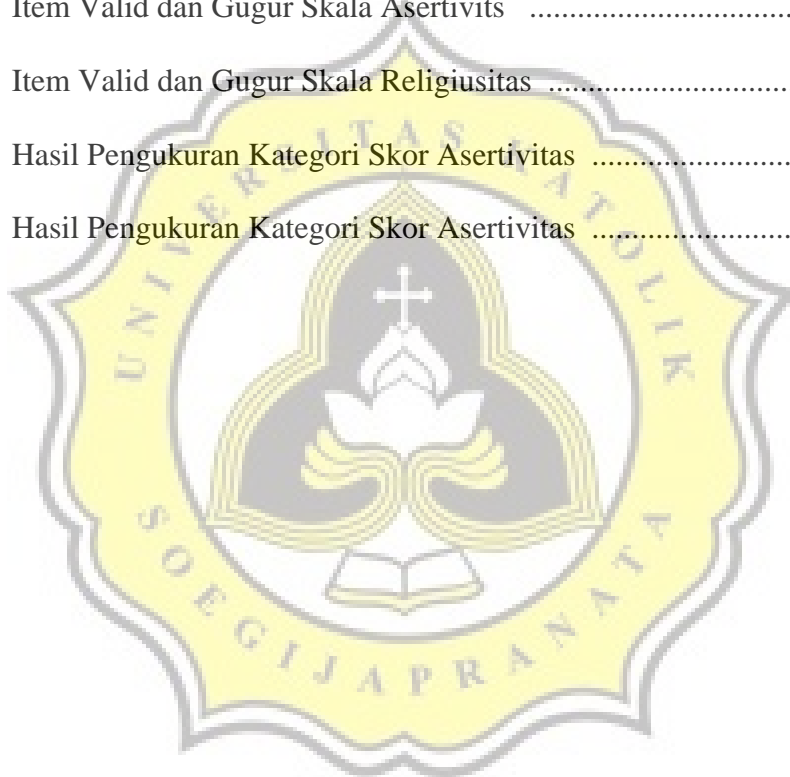 Item Valid dan Gugur Skala Asertivits ................................
Item Valid dan Gugur Skala Religiusitas ..............................
Hasil Pengukuran Kategori Skor Asertivitas .........................
Hasil Pengukuran Kategori Skor Asertivitas .........................
UNIVERSITAS KATOLIK
SOEGIJAPRANATA